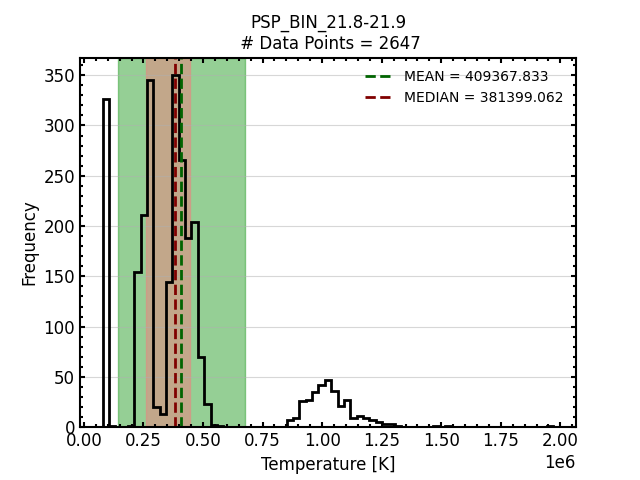 PSP_BIN_21.8-21.9
# Data Points = 2647
MEAN = 409367.833
MEDIAN = 381399.062
Frequency
350
300
250
200
150
100
50
0
0.00 0.25 0.50 0.75 1.00 1.25 1.50 1.75 2.00
1e6
Temperature [K]